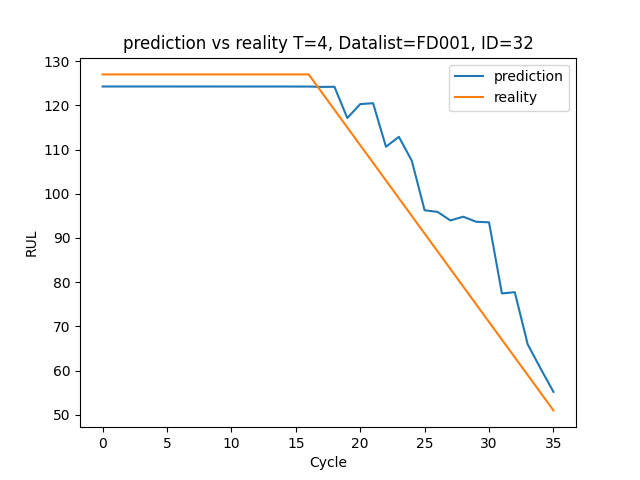 prediction vs reality T=4, Datalist=FD001, ID=32
prediction
reality
130
120
110
100
90
80
70
60
50
RUL
0 5 10 15 20 25 30 35
Cycle